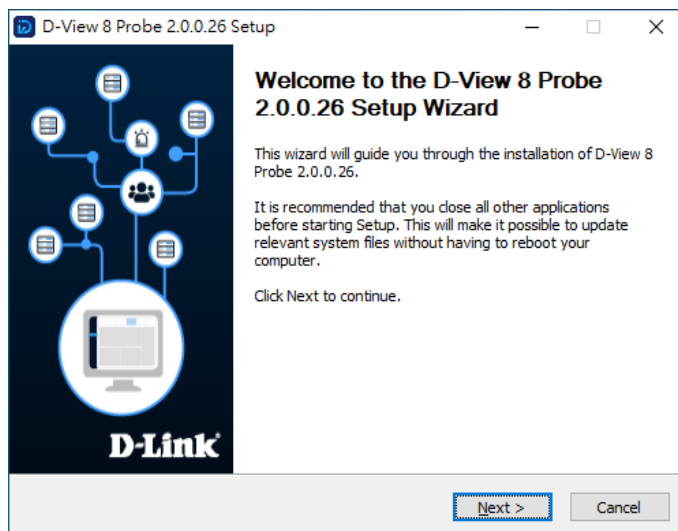 D-View 8 Probe 2.0.0.26 Setup
Welcome to the D-View 8 Probe
2.0.0.26 Setup Wizard
This wizard will guide you through the installation of D-View 8
Probe 2.0.0.26.
It is recommended that you close all other applications
before starting Setup. This will make it possible to update
relevant system files without having to reboot your
computer.
Click Next to continue.
D-Link
Next >
Cancel